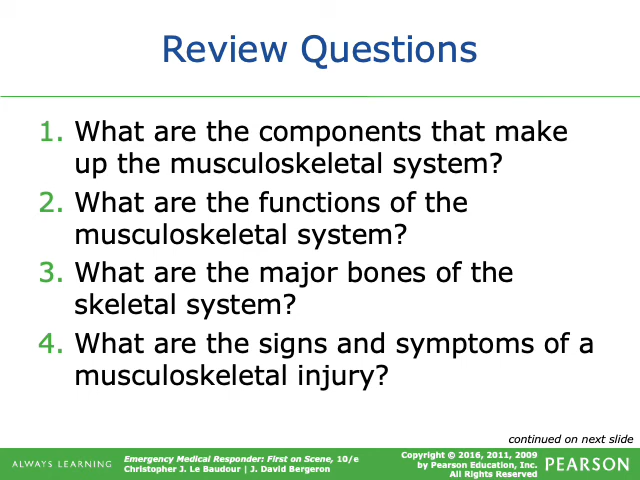 Review Questions
1. What are the components that make
up the musculoskeletal system?
2. What are the functions of the
musculoskeletal system?
3. What are the major bones of the
skeletal system?
4. What are the signs and symptoms of a
musculoskeletal injury?
continued on next slide
ALWAYS LEARNING
Emergency Medical Responder: First on Scene, 10/e
Christopher J. Le Baudour | J. David Bergeron
Copyright © 2016, 2011, 2009
by Pearson Education, Inc.
All Rights Reserved
PEARSON